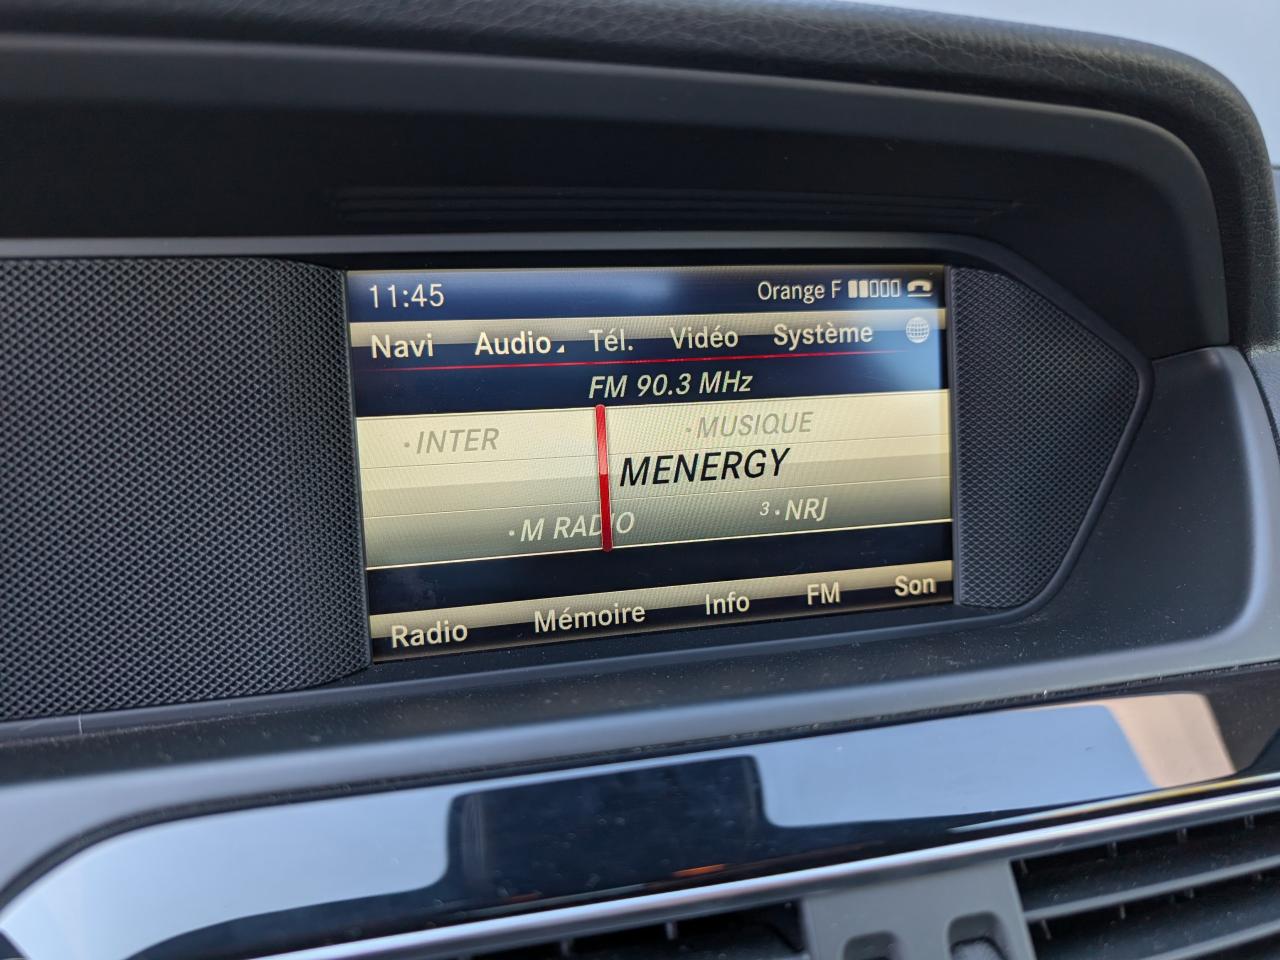 11:45 Orange F
Navi Audio Tél. Vidéo Système
FM 90.3 MHz
·INTER ·MUSIQUE
MENERGY
·M RADIO 3·NRJ
Radio Mémoire Info FM Son